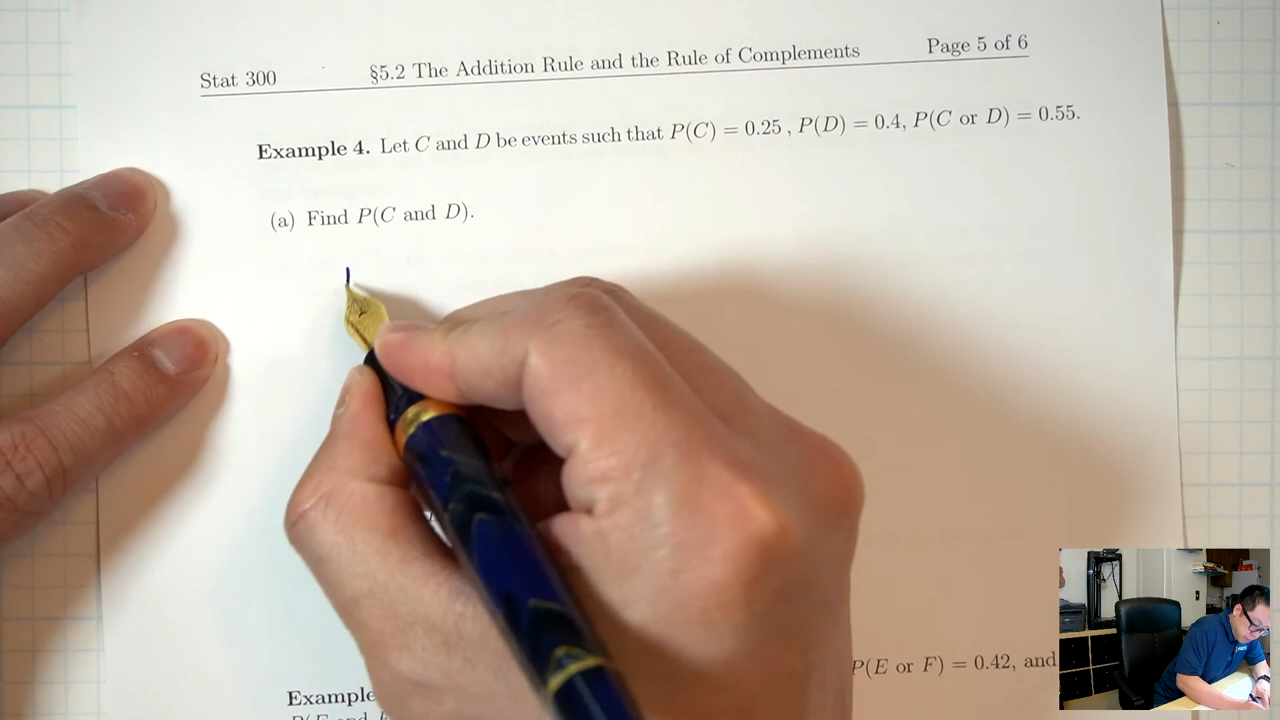 Stat 300 §5.2 The Addition Rule and the Rule of Complements Page 5 of 6
Example 4. Let C and D be events such that P(C) = 0.25 , P(D) = 0.4, P(C or D) = 0.55.
(a) Find P(C and D).
Example P(E or F) = 0.42, and